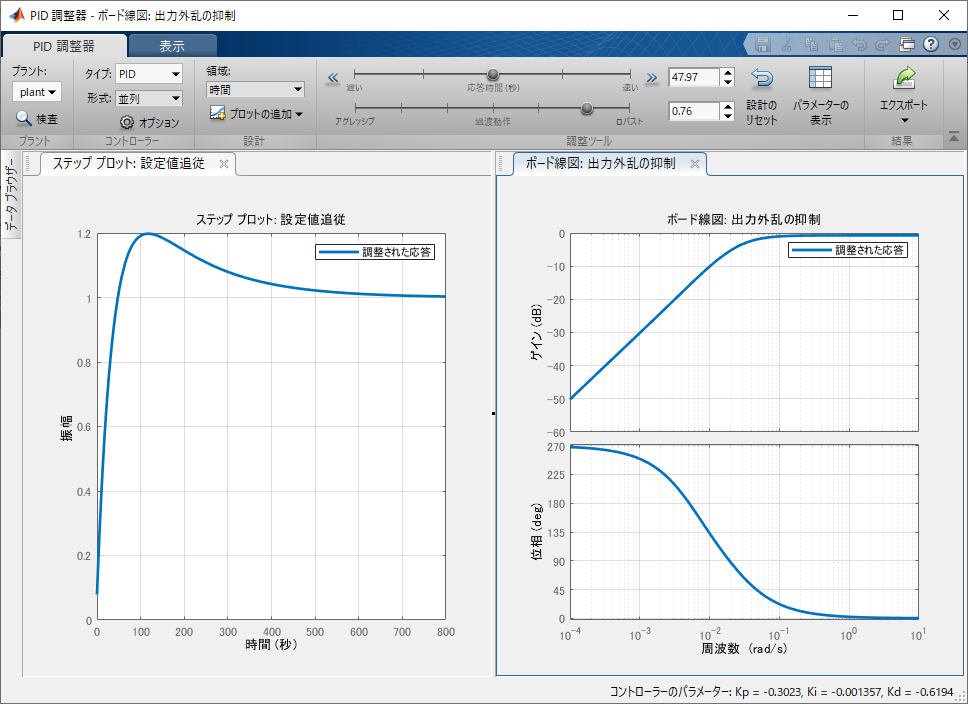 PID 調整器 - ボード線図: 出力外乱の抑制
PID 調整器
表示
プラント:
plant
検査
プラント
タイプ: PID
形式: 並列
オプション
コントローラー
領域:
時間
プロットの追加
設計
遅い
応答時間 (秒)
速い
47.97
アグレッシブ
過渡動作
ロバスト
0.76
設計の
リセット
パラメーターの
表示
調整ツール
エクスポート
結果
データ ブラウザー
ステップ プロット: 設定値追従
ステップ プロット: 設定値追従
調整された応答
振幅
1.2
1
0.8
0.6
0.4
0.2
0
0 100 200 300 400 500 600 700 800
時間 (秒)
ボード線図: 出力外乱の抑制
ボード線図: 出力外乱の抑制
調整された応答
ゲイン (dB)
0
-10
-20
-30
-40
-50
-60
位相 (deg)
270
225
180
135
90
45
0
10⁻⁴ 10⁻³ 10⁻² 10⁻¹ 10⁰ 10¹
周波数 (rad/s)
コントローラーのパラメーター: Kp = -0.3023, Ki = -0.001357, Kd = -0.6194